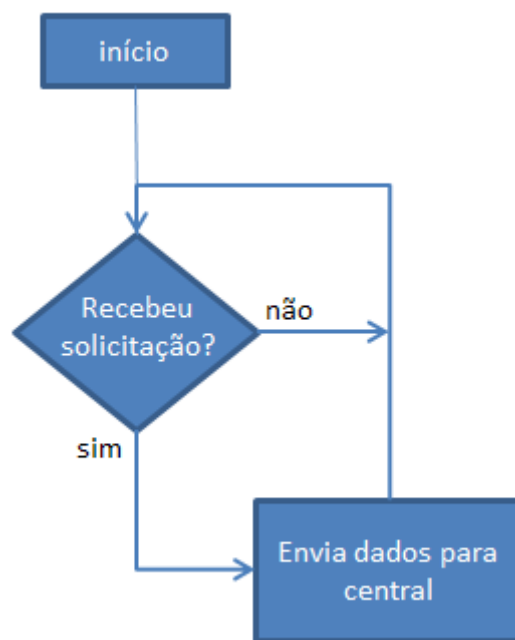 início
Recebeu
solicitação?
não
sim
Envia dados para
central